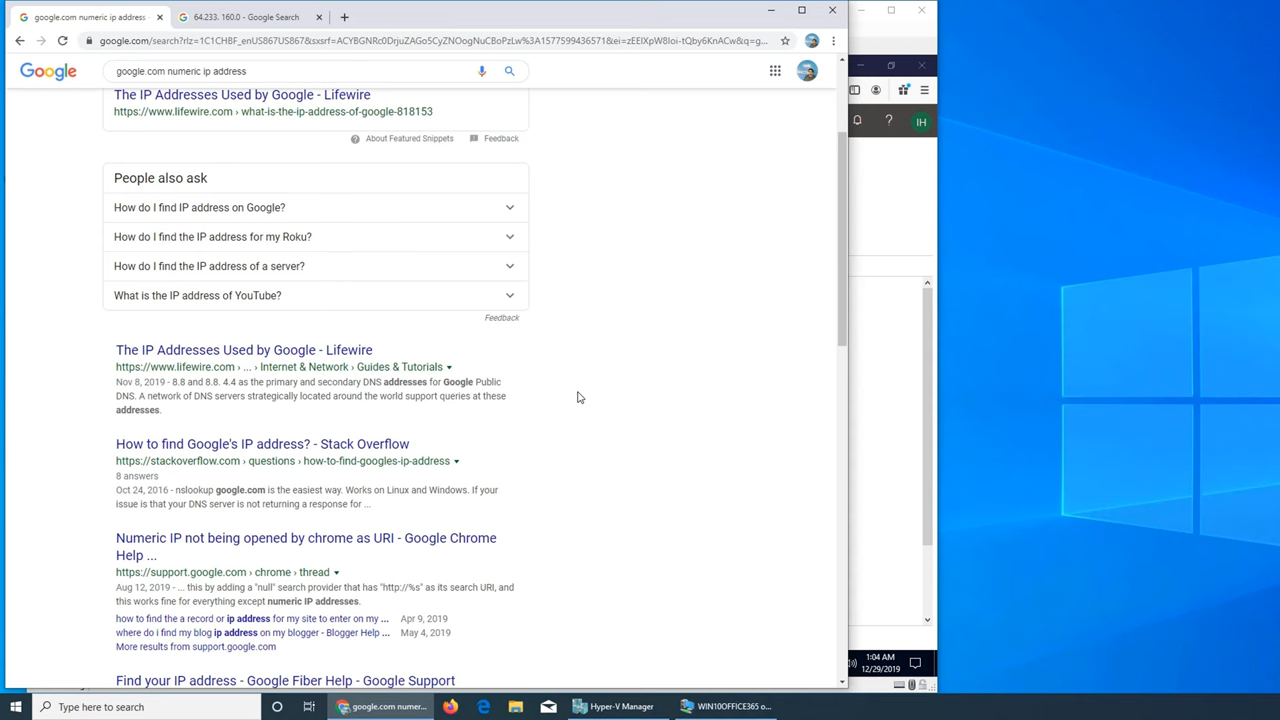 google.com numeric ip address
64.233. 160.0 - Google Search
google.com/search?rlz=1C1CHBF_enUS867US867&sxsrf=ACYBGNRc0DrjuZAGo5CyZNOogNuCBoPzLw%3A1577599436571&ei=zEEIXpW8Ioi-tQby6KnACw&q=g...
Google
google.com numeric ip address
The IP Addresses Used by Google - Lifewire
https://www.lifewire.com › what-is-the-ip-address-of-google-818153
About Featured Snippets
Feedback
IH
People also ask
How do I find IP address on Google?
How do I find the IP address for my Roku?
How do I find the IP address of a server?
What is the IP address of YouTube?
Feedback
The IP Addresses Used by Google - Lifewire
https://www.lifewire.com › ... › Internet & Network › Guides & Tutorials
Nov 8, 2019 - 8.8 and 8.8. 4.4 as the primary and secondary DNS addresses for Google Public
DNS. A network of DNS servers strategically located around the world support queries at these
addresses.
How to find Google's IP address? - Stack Overflow
https://stackoverflow.com › questions › how-to-find-googles-ip-address
8 answers
Oct 24, 2016 - nslookup google.com is the easiest way. Works on Linux and Windows. If your
issue is that your DNS server is not returning a response for ...
Numeric IP not being opened by chrome as URI - Google Chrome
Help ...
https://support.google.com › chrome › thread
Aug 12, 2019 - ... this by adding a "null" search provider that has "http://%s" as its search URI, and
this works fine for everything except numeric IP addresses.
how to find the a record or ip address for my site to enter on my ... Apr 9, 2019
where do i find my blog ip address on my blogger - Blogger Help ... May 4, 2019
More results from support.google.com
Find your IP address - Google Fiber Help - Google Support
1:04 AM
12/29/2019
Type here to search
google.com numer...
Hyper-V Manager
WIN10OFFICE365 o...